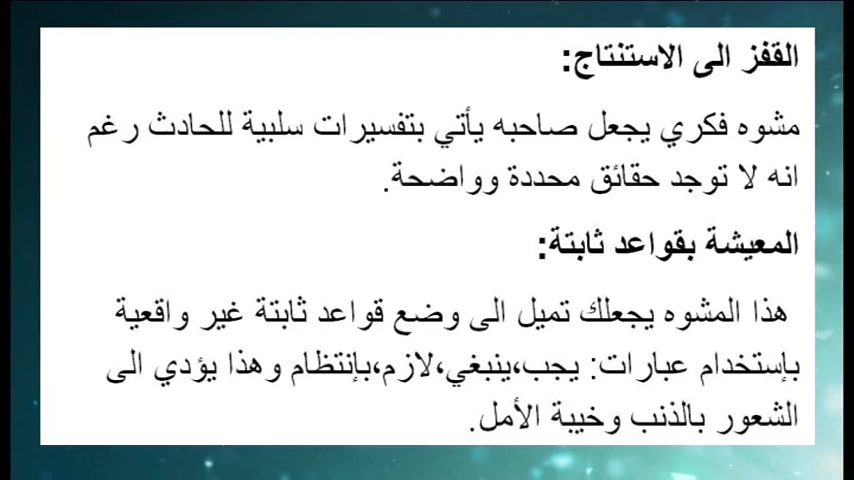 القفز الى الاستنتاج:
مشوه فكري يجعل صاحبه يأتي بتفسيرات سلبية للحادث رغم
انه لا توجد حقائق محددة وواضحة.
المعيشة بقواعد ثابتة:
هذا المشوه يجعلك تميل الى وضع قواعد ثابتة غير واقعية
بإستخدام عبارات: يجب،ينبغي،لازم،بإنتظام وهذا يؤدي الى
الشعور بالذنب وخيبة الأمل.